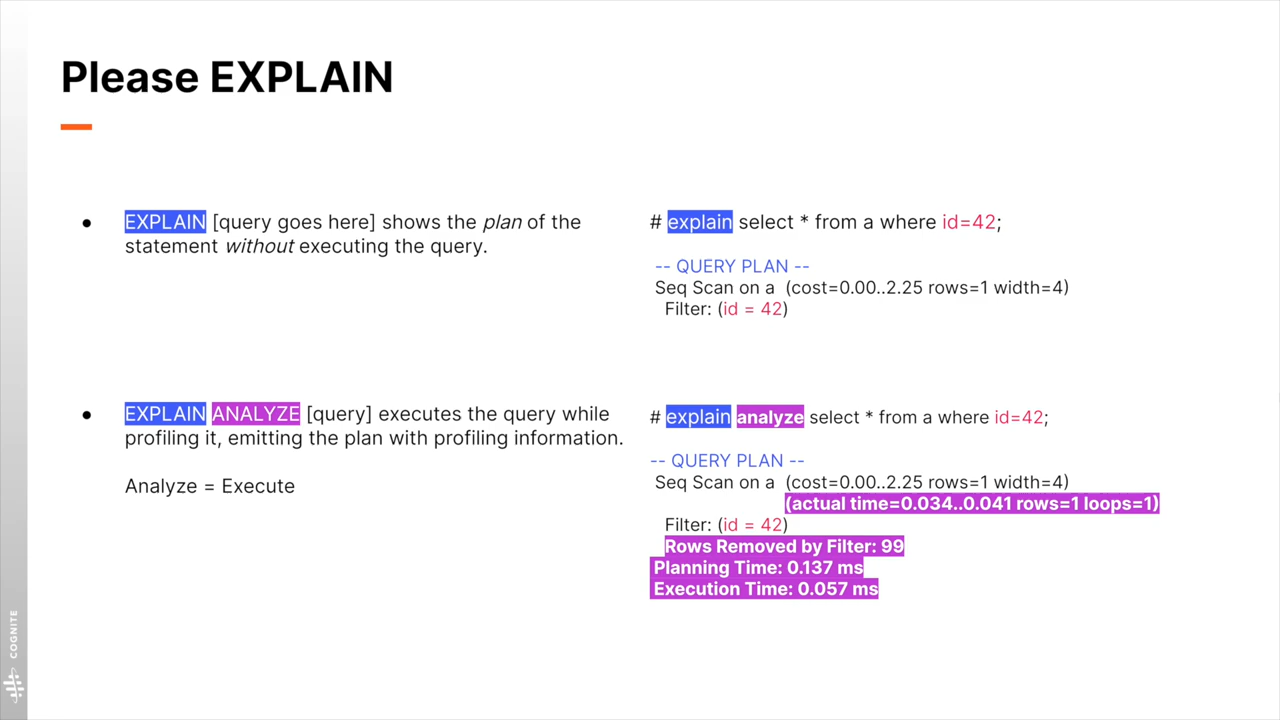 Please EXPLAIN
● EXPLAIN [query goes here] shows the plan of the
statement without executing the query.
# explain select * from a where id=42;
-- QUERY PLAN --
Seq Scan on a  (cost=0.00..2.25 rows=1 width=4)
Filter: (id = 42)
● EXPLAIN ANALYZE [query] executes the query while
profiling it, emitting the plan with profiling information.
Analyze = Execute
# explain analyze select * from a where id=42;
-- QUERY PLAN --
Seq Scan on a  (cost=0.00..2.25 rows=1 width=4)
(actual time=0.034..0.041 rows=1 loops=1)
Filter: (id = 42)
Rows Removed by Filter: 99
Planning Time: 0.137 ms
Execution Time: 0.057 ms
COGNITE